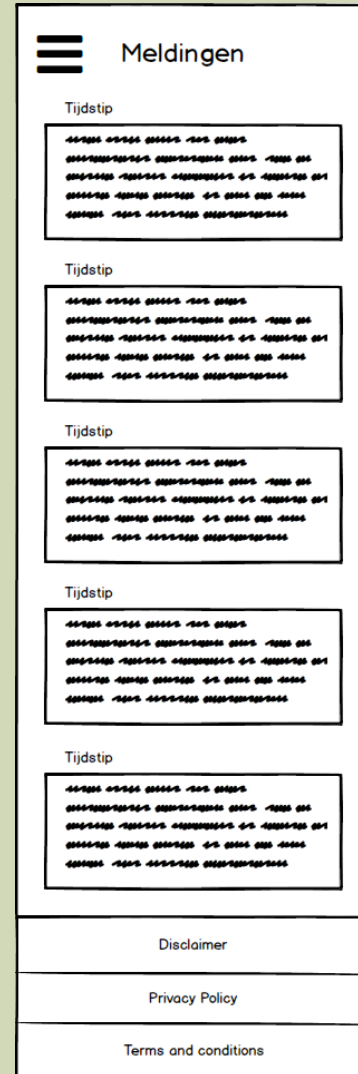 Meldingen
Tijdstip
Tijdstip
Tijdstip
Tijdstip
Tijdstip
Disclaimer
Privacy Policy
Terms and conditions